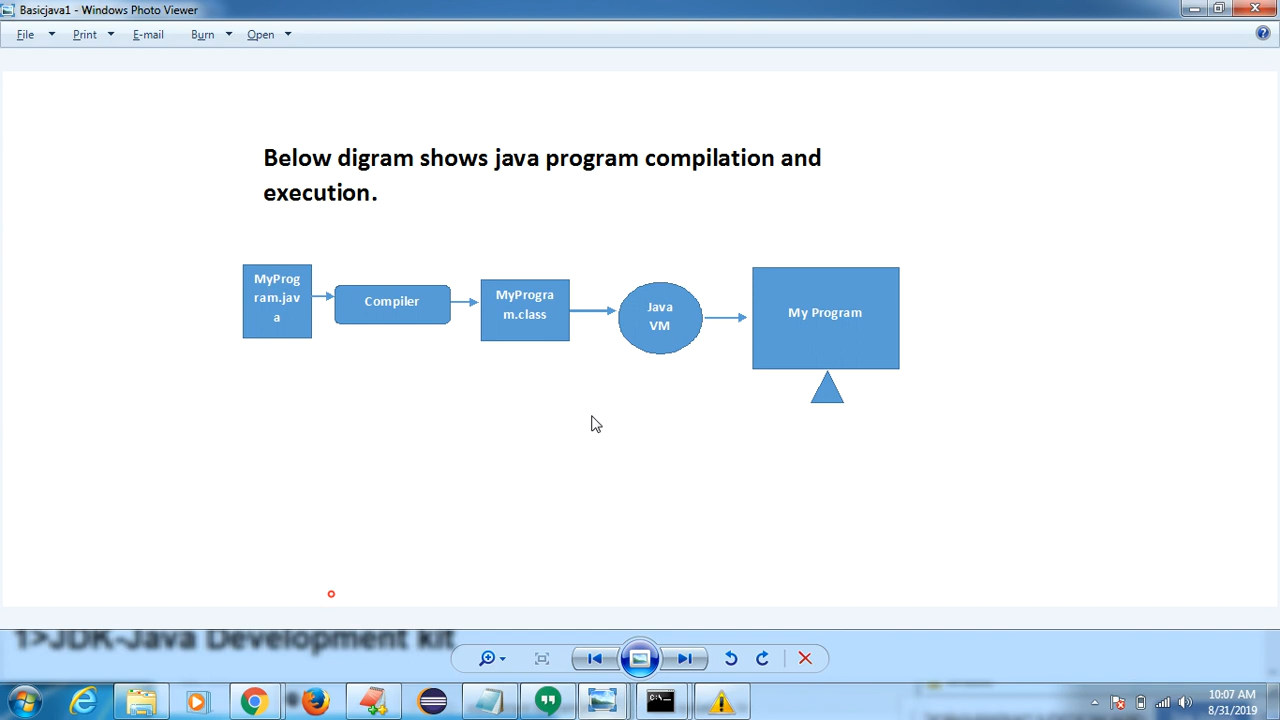 Basicjava1 - Windows Photo Viewer
File Print E-mail Burn Open
Below digram shows java program compilation and
execution.
MyProg
ram.jav
a
Compiler
MyProgra
m.class
Java
VM
My Program
1>JDK-Java Development kit
10:07 AM
8/31/2019